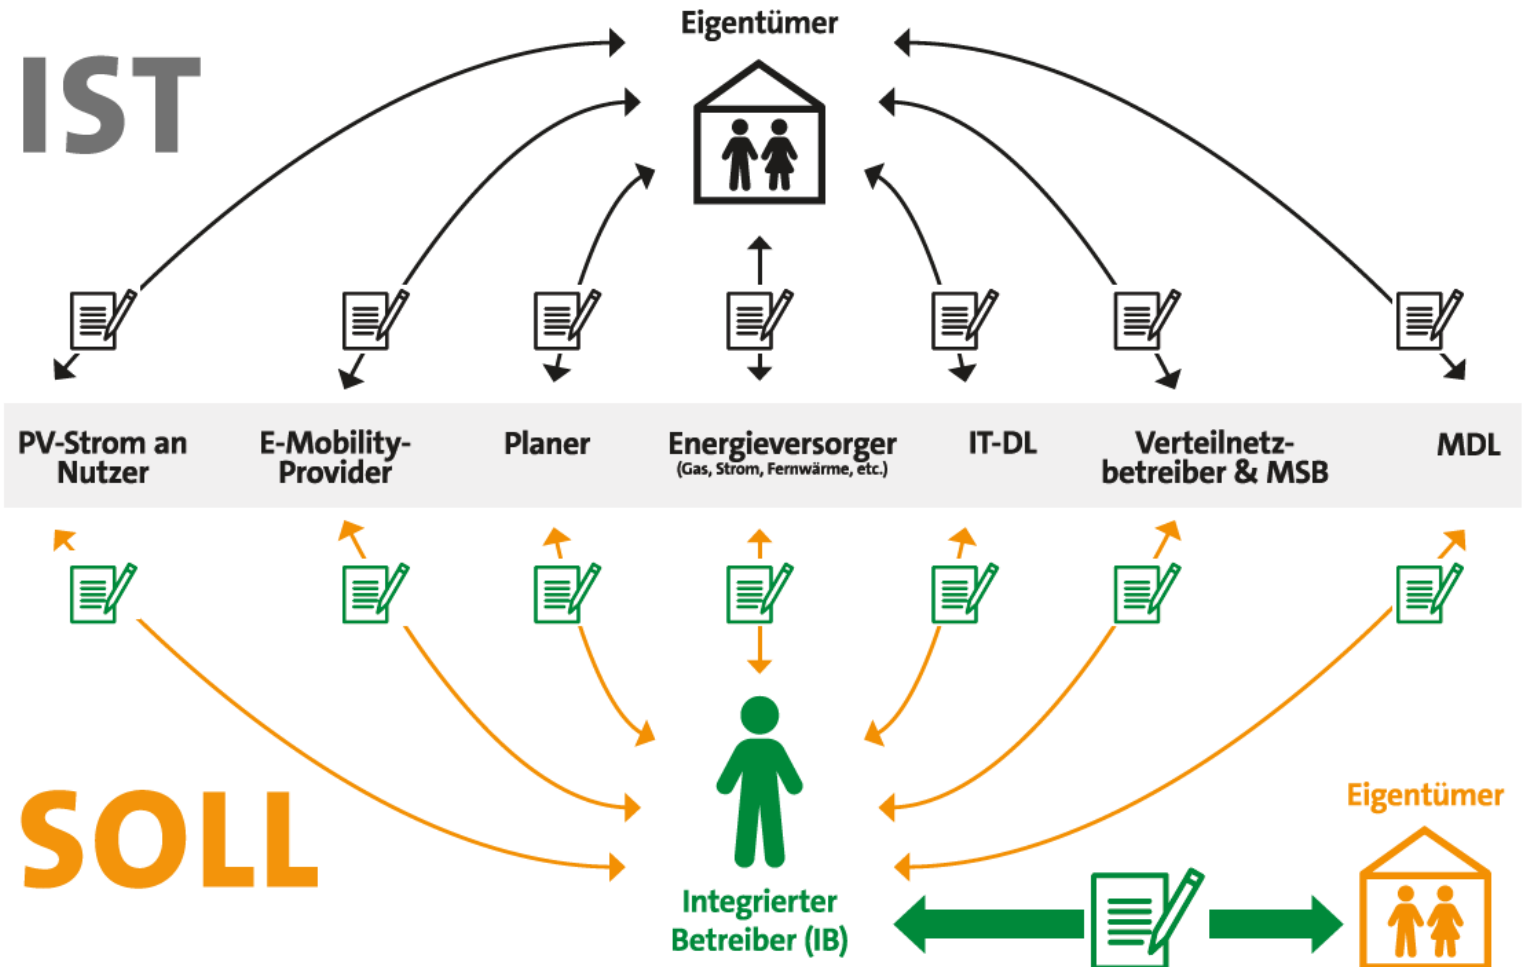 Eigentümer
IST
PV-Strom an
Nutzer
E-Mobility-
Provider
Planer
Energieversorger
(Gas, Strom, Fernwärme, etc.)
IT-DL
Verteilnetz-
betreiber & MSB
MDL
SOLL
Integrierter
Betreiber (IB)
Eigentümer